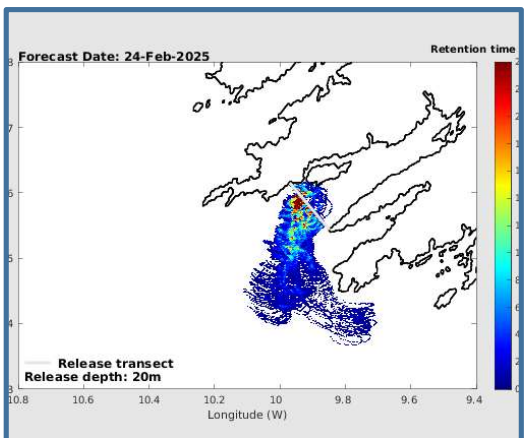 Forecast Date: 24-Feb-2025
Retention time
8
7
6
5
4
3
Release transect
Release depth: 20m
10.8
10.6
10.4
10.2
10
9.8
9.6
9.4
Longitude (W)